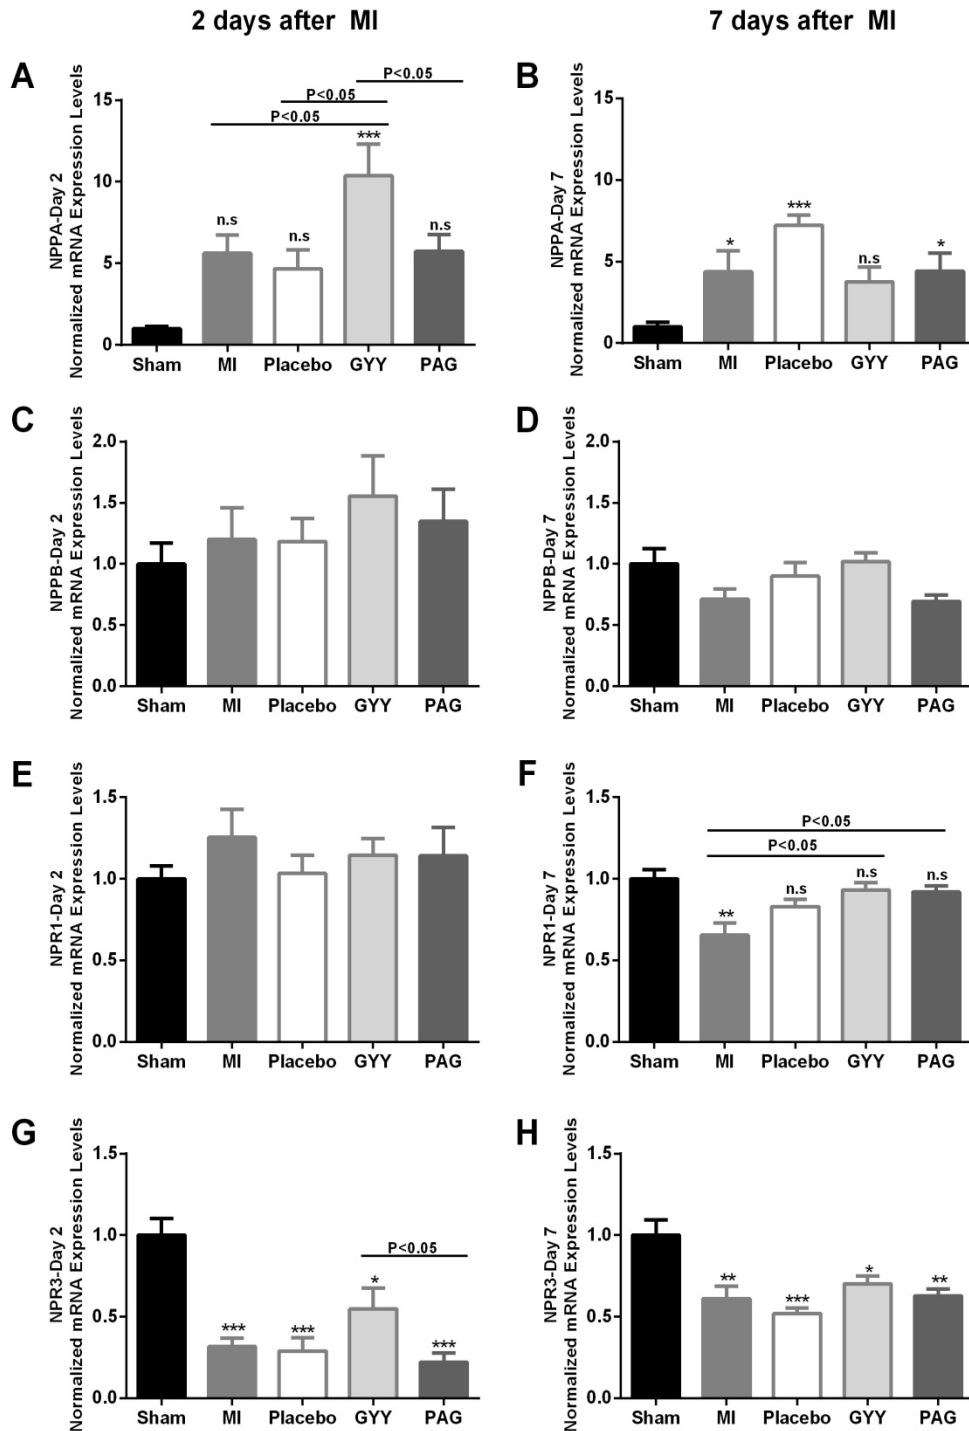 2 days after MI
7 days after MI
A
NPPA-Day 2
Normalized mRNA Expression Levels
15
10
5
0
P<0.05
P<0.05
P<0.05
n.s
n.s
***
n.s
Sham MI Placebo GYY PAG
B
NPPA-Day 7
Normalized mRNA Expression Levels
15
10
5
0
*
***
n.s
*
Sham MI Placebo GYY PAG
C
NPPB-Day 2
Normalized mRNA Expression Levels
2.0
1.5
1.0
0.5
0.0
Sham MI Placebo GYY PAG
D
NPPB-Day 7
Normalized mRNA Expression Levels
2.0
1.5
1.0
0.5
0.0
Sham MI Placebo GYY PAG
E
NPR1-Day 2
Normalized mRNA Expression Levels
1.5
1.0
0.5
0.0
Sham MI Placebo GYY PAG
F
NPR1-Day 7
Normalized mRNA Expression Levels
1.5
1.0
0.5
0.0
P<0.05
P<0.05
**
n.s
n.s
n.s
Sham MI Placebo GYY PAG
G
NPR3-Day 2
Normalized mRNA Expression Levels
1.5
1.0
0.5
0.0
P<0.05
***
***
*
***
Sham MI Placebo GYY PAG
H
NPR3-Day 7
Normalized mRNA Expression Levels
1.5
1.0
0.5
0.0
**
***
*
**
Sham MI Placebo GYY PAG